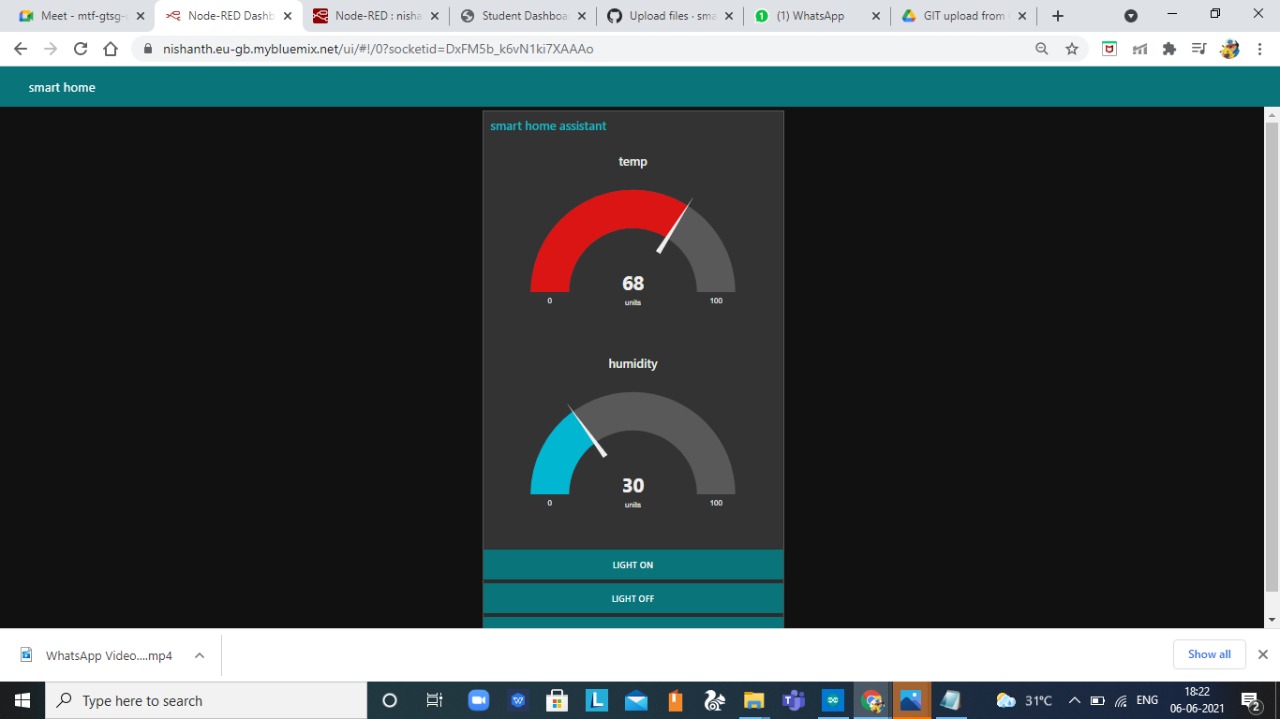 Meet - mtf-gtsg-
Node-RED Dashb
Node-RED : nisha
Student Dashboa
Upload files · sma
(1) WhatsApp
GIT upload from
nishanth.eu-gb.mybluemix.net/ui/#!/0?socketid=DxFM5b_k6vN1ki7XAAAo
smart home
smart home assistant
temp
68
units
0
100
humidity
30
units
0
100
LIGHT ON
LIGHT OFF
WhatsApp Video....mp4
Show all
Type here to search
31°C
ENG
18:22
06-06-2021
2